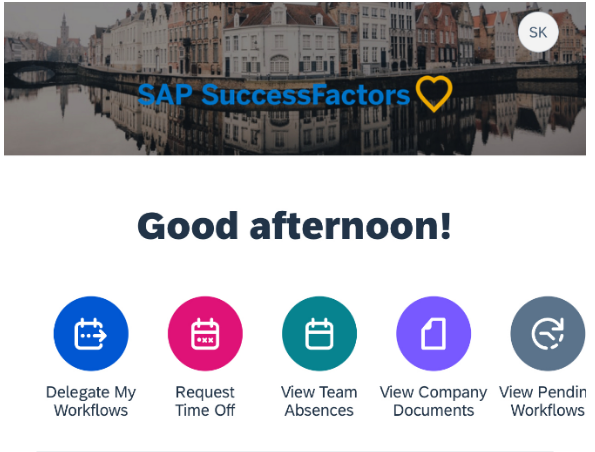 SK
SAP SuccessFactors
Good afternoon!
Delegate My
Workflows
Request
Time Off
View Team
Absences
View Company
Documents
View Pendin
Workflows